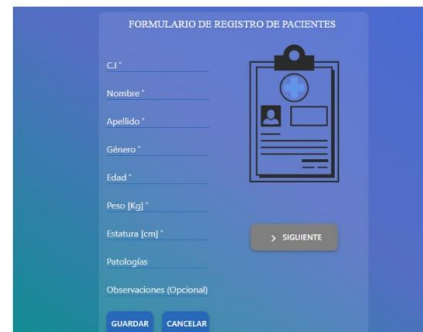 FORMULARIO DE REGISTRO DE PACIENTES
C.I *
Nombre *
Apellido *
Género *
Edad *
Peso [Kg] *
Estatura [cm] *
Patologías
Observaciones (Opcional)
GUARDAR CANCELAR
> SIGUIENTE